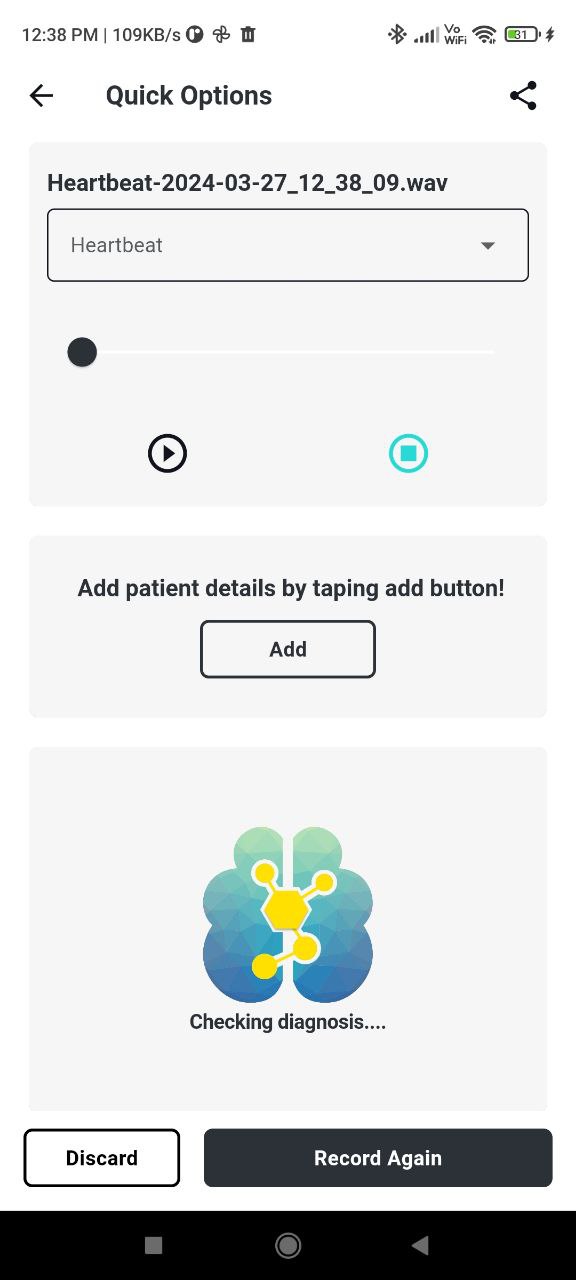 12:38 PM | 109KB/s
Vo
WiFi
31
Quick Options
Heartbeat-2024-03-27_12_38_09.wav
Heartbeat
Add patient details by taping add button!
Add
Checking diagnosis....
Discard
Record Again